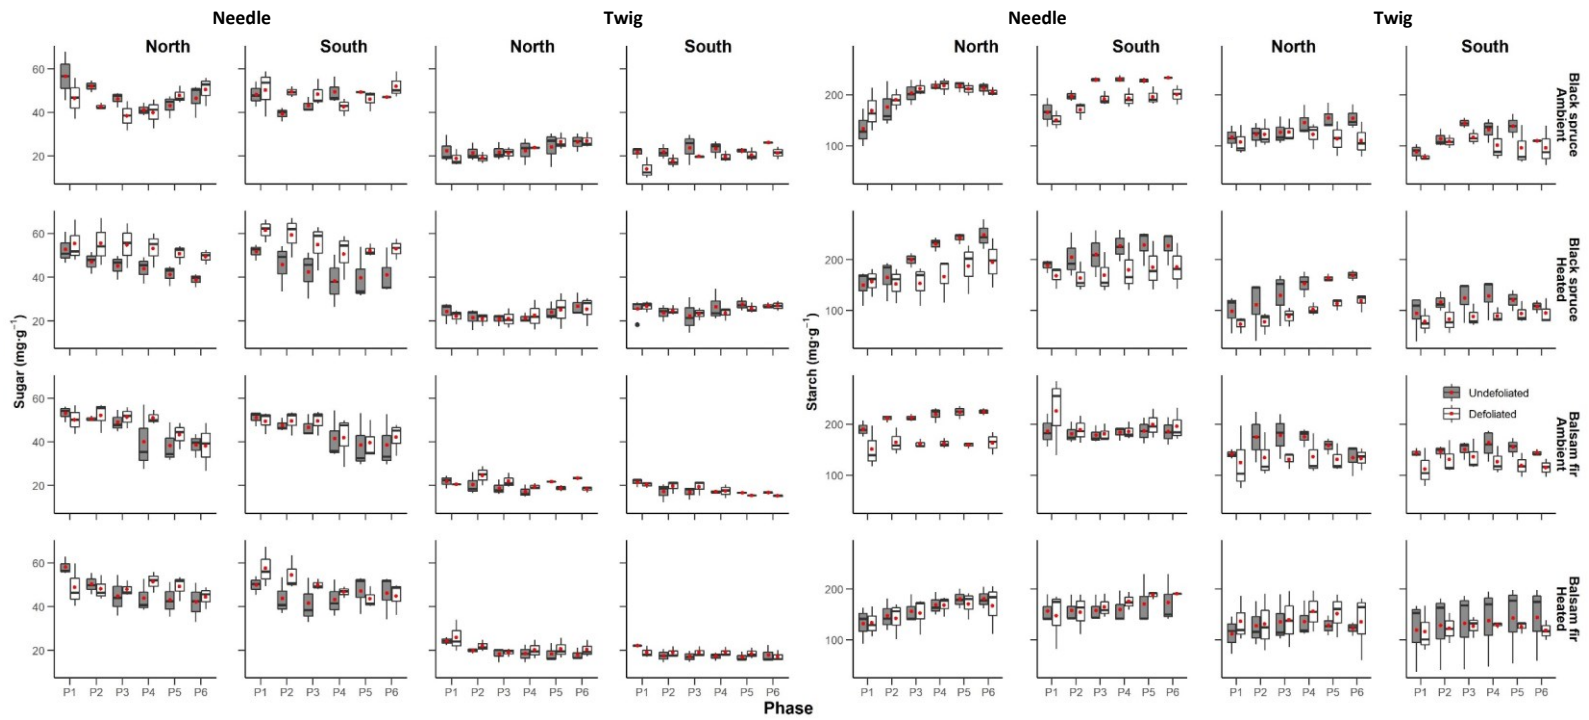 Needle Twig Needle Twig
North South North South North South North South
60
40
20
200
100
Black spruce
Ambient
60
40
20
200
100
Black spruce
Heated
Sugar (mg·g⁻¹)
Starch (mg·g⁻¹)
60
40
20
200
100
Undefoliated
Defoliated
Balsam fir
Ambient
60
40
20
200
100
Balsam fir
Heated
P1 P2 P3 P4 P5 P6 P1 P2 P3 P4 P5 P6 P1 P2 P3 P4 P5 P6 P1 P2 P3 P4 P5 P6 P1 P2 P3 P4 P5 P6 P1 P2 P3 P4 P5 P6 P1 P2 P3 P4 P5 P6 P1 P2 P3 P4 P5 P6
Phase